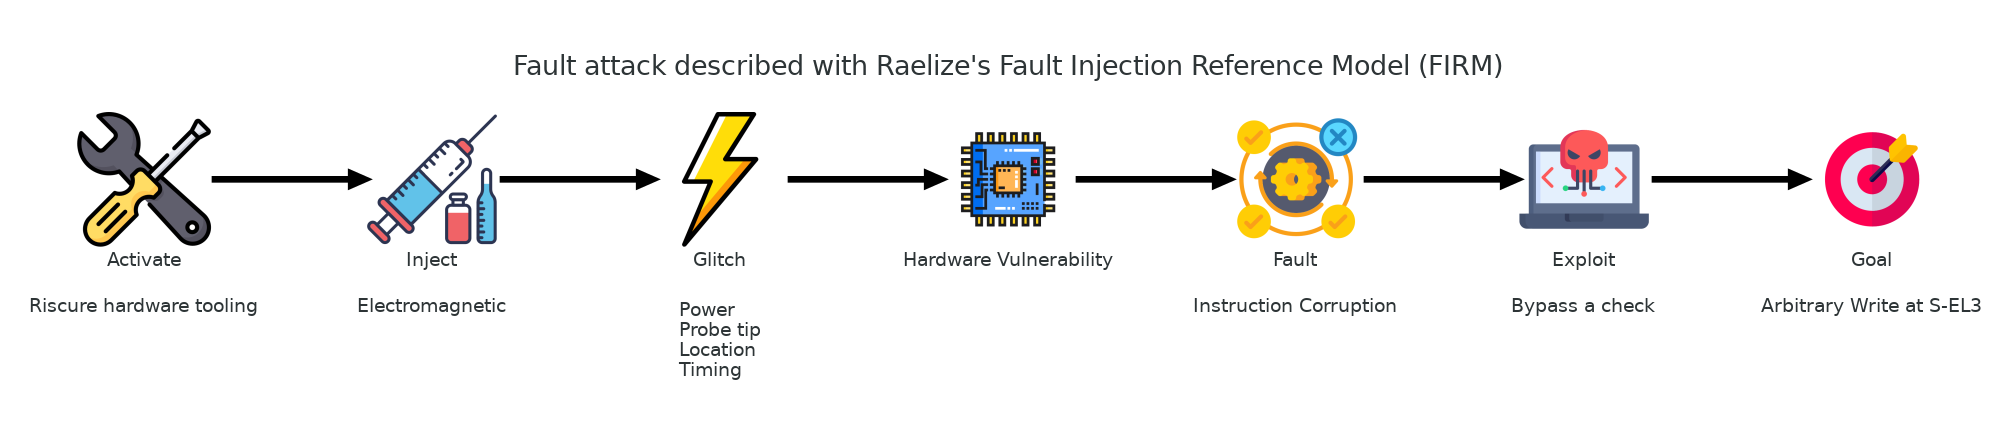 Fault attack described with Raelize's Fault Injection Reference Model (FIRM)
Activate
Inject
Glitch
Hardware Vulnerability
Fault
Exploit
Goal
Riscure hardware tooling
Electromagnetic
Power
Probe tip
Location
Timing
Instruction Corruption
Bypass a check
Arbitrary Write at S-EL3